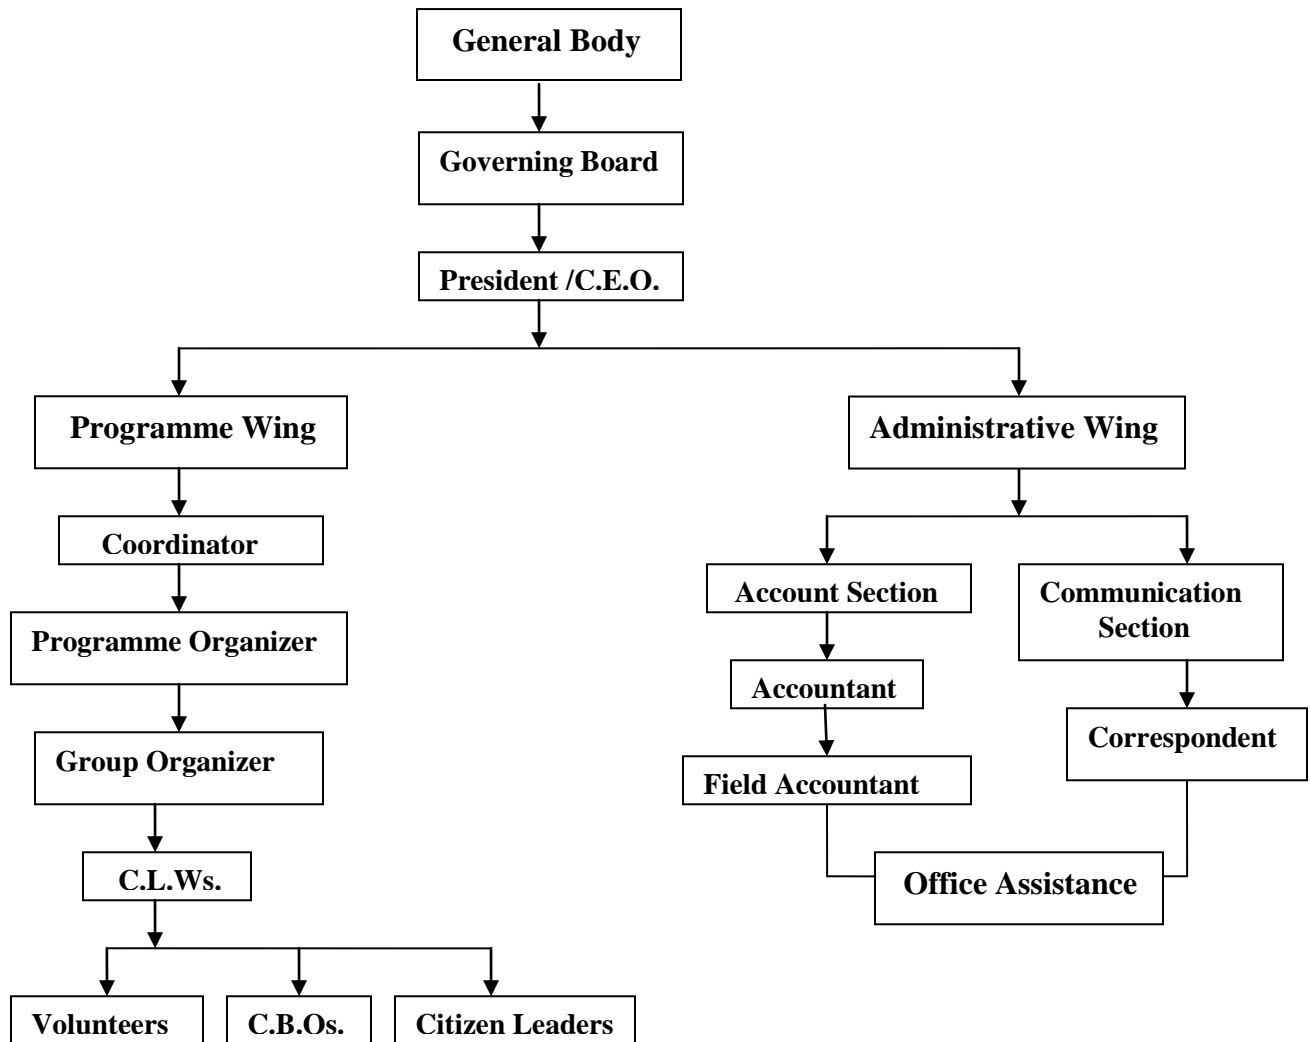 General Body
Governing Board
President /C.E.O.
Programme Wing
Administrative Wing
Coordinator
Account Section
Communication
Section
Programme Organizer
Accountant
Correspondent
Group Organizer
Field Accountant
C.L.Ws.
Office Assistance
Volunteers
C.B.Os.
Citizen Leaders